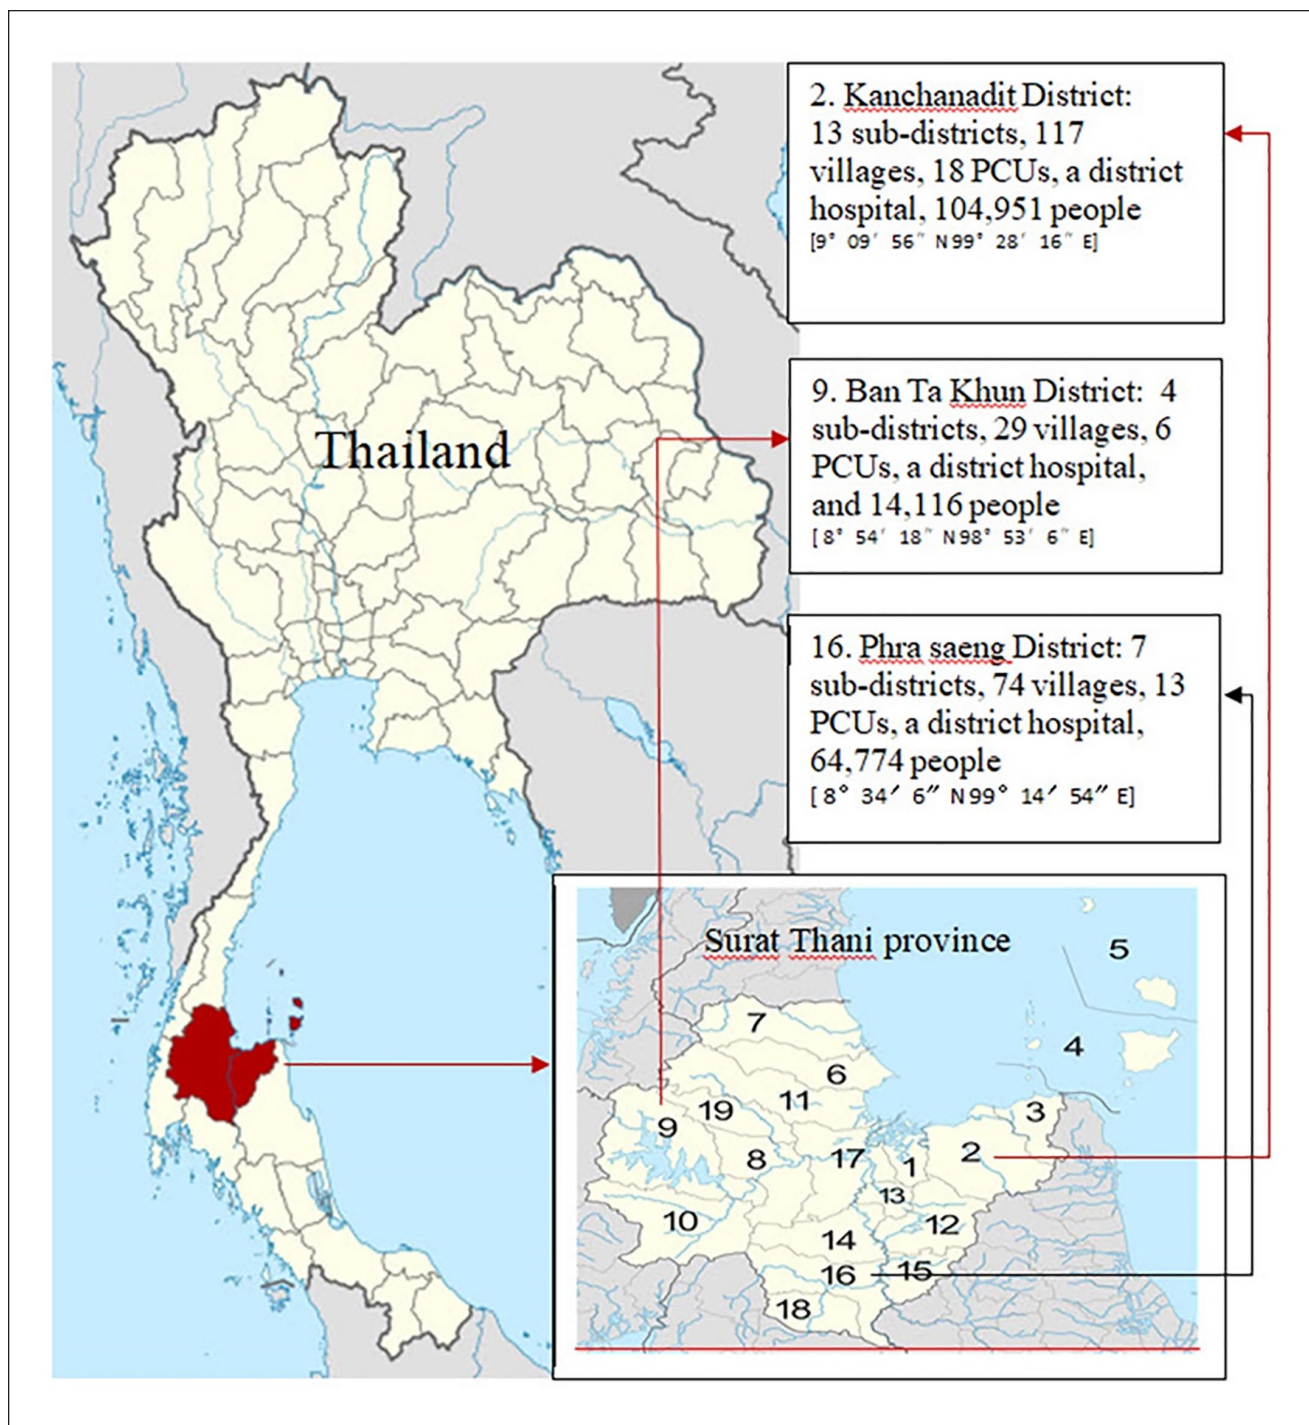 2. Kanchanadit District:
13 sub-districts, 117
villages, 18 PCUs, a district
hospital, 104,951 people
[9° 09′ 56″ N 99° 28′ 16″ E]
9. Ban Ta Khun District: 4
sub-districts, 29 villages, 6
PCUs, a district hospital,
and 14,116 people
[ 8° 54′ 18″ N 98° 53′ 6″ E]
Thailand
16. Phra saeng District: 7
sub-districts, 74 villages, 13
PCUs, a district hospital,
64,774 people
[ 8° 34′ 6″ N 99° 14′ 54″ E]
Surat Thani province
5
7
4
6
11
19
3
9
8
17
1
2
13
10
12
14
16
15
18